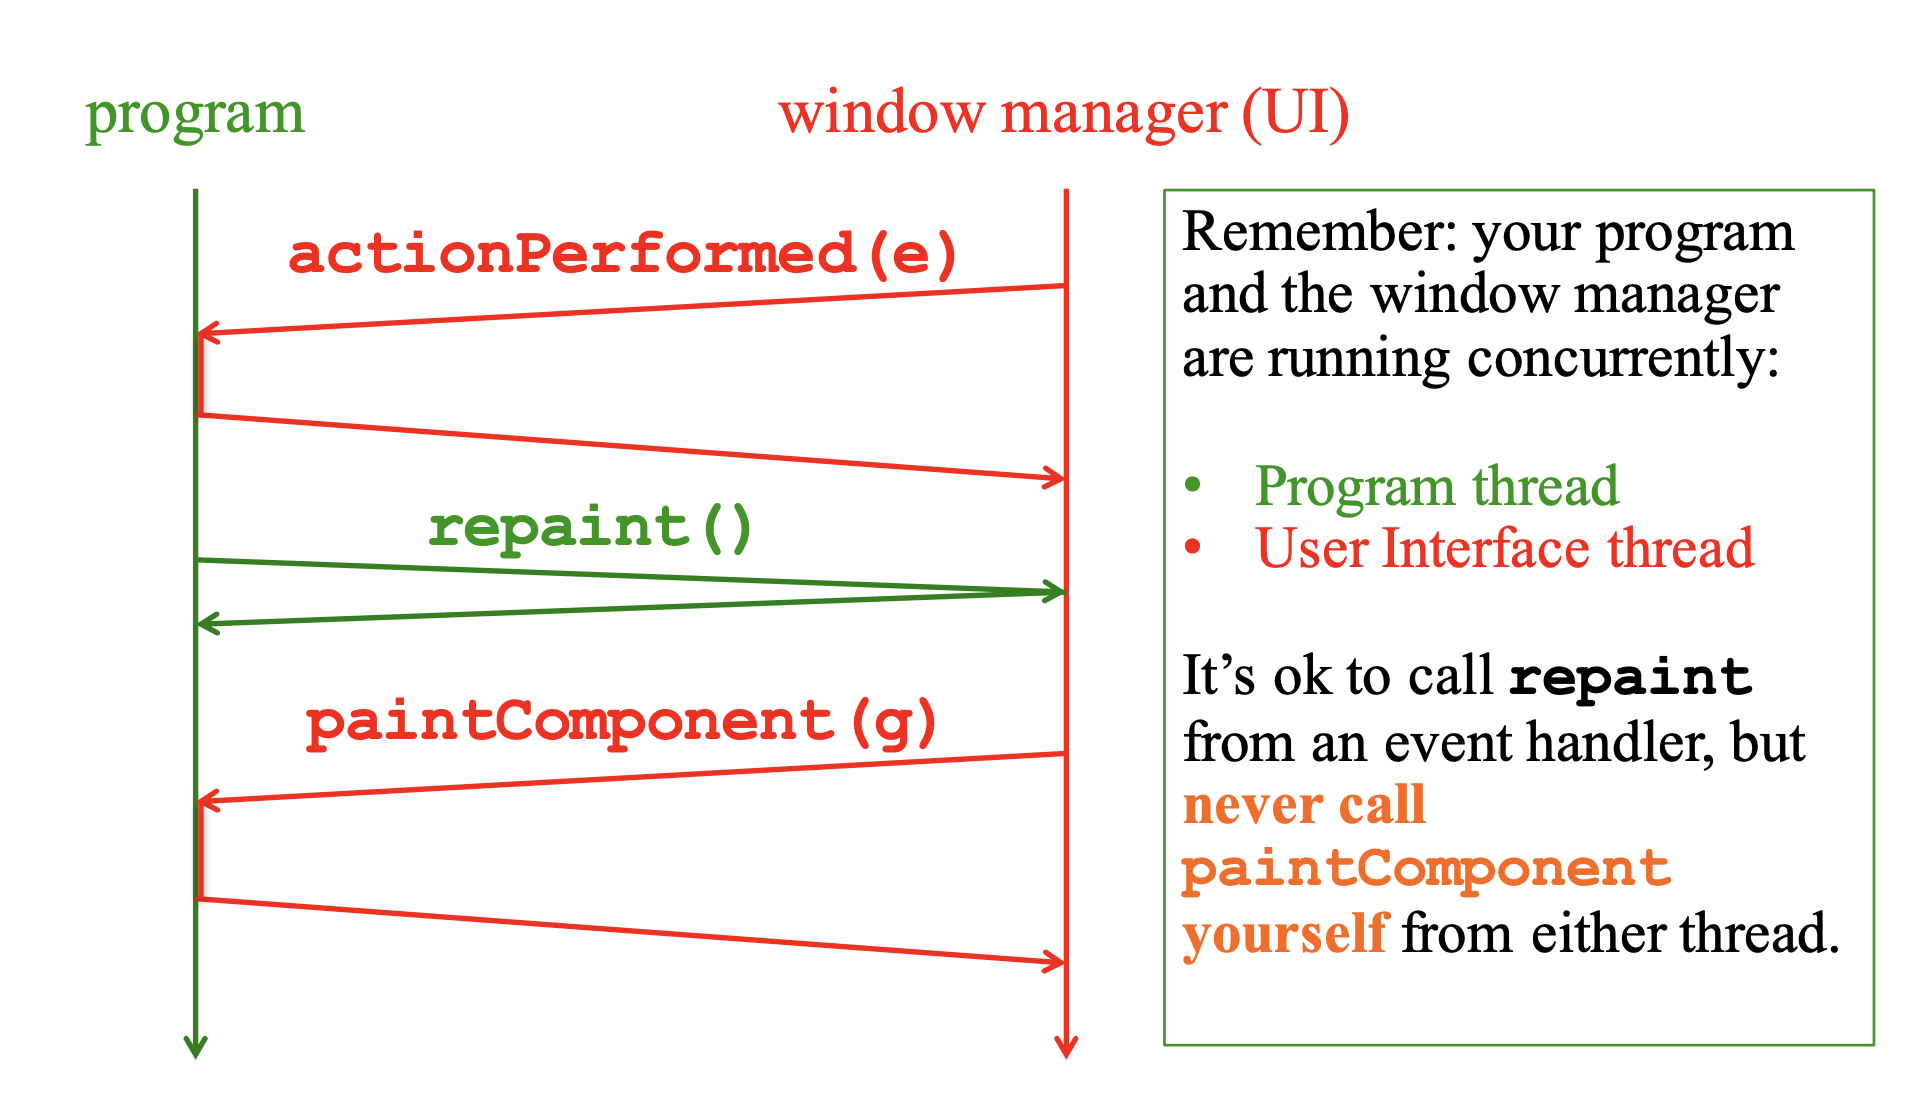 program
window manager (UI)
actionPerformed(e)
repaint()
paintComponent(g)
Remember: your program
and the window manager
are running concurrently:
• Program thread
• User Interface thread
It’s ok to call repaint
from an event handler, but
never call
paintComponent
yourself from either thread.